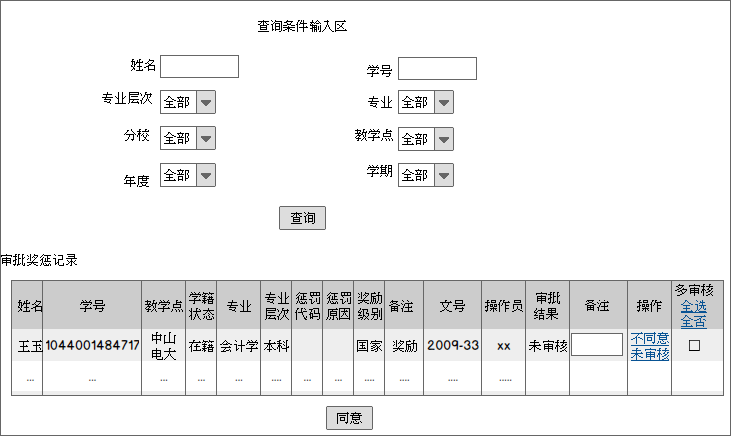 查询条件输入区
姓名
学号
专业层次 全部
专业 全部
分校 全部
教学点 全部
年度 全部
学期 全部
查询
审批奖惩记录
姓名 学号 教学点 学籍状态 专业 专业层次 惩罚代码 惩罚原因 奖励级别 备注 文号 操作员 审批结果 备注 操作 多审核 全选 全否
王玉 1044001484717 中山电大 在籍 会计学 本科 国家 奖励 2009-33 xx 未审核 不同意 未审核
... ... ... ... ... .... .... .... .... .... .... ..... ....
同意